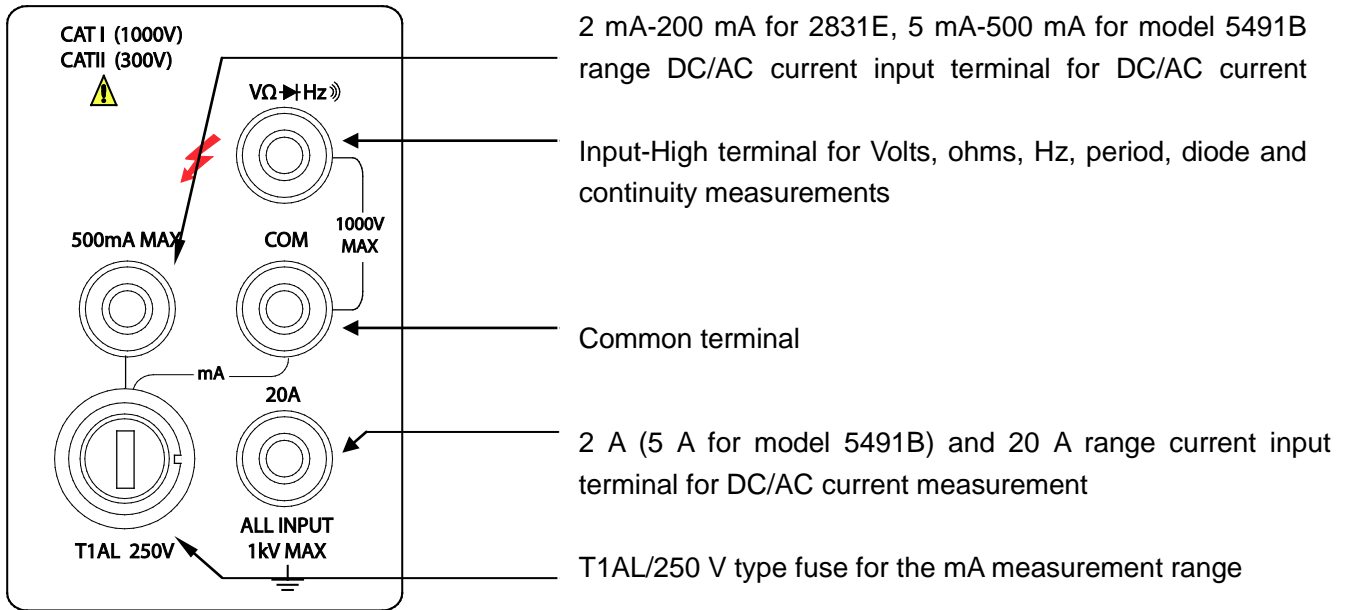 CAT I (1000V)
CATII (300V)
VΩ Hz
500mA MAX
COM
1000V
MAX
mA
20A
T1AL 250V
ALL INPUT
1kV MAX
2 mA-200 mA for 2831E, 5 mA-500 mA for model 5491B
range DC/AC current input terminal for DC/AC current
Input-High terminal for Volts, ohms, Hz, period, diode and
continuity measurements
Common terminal
2 A (5 A for model 5491B) and 20 A range current input
terminal for DC/AC current measurement
T1AL/250 V type fuse for the mA measurement range